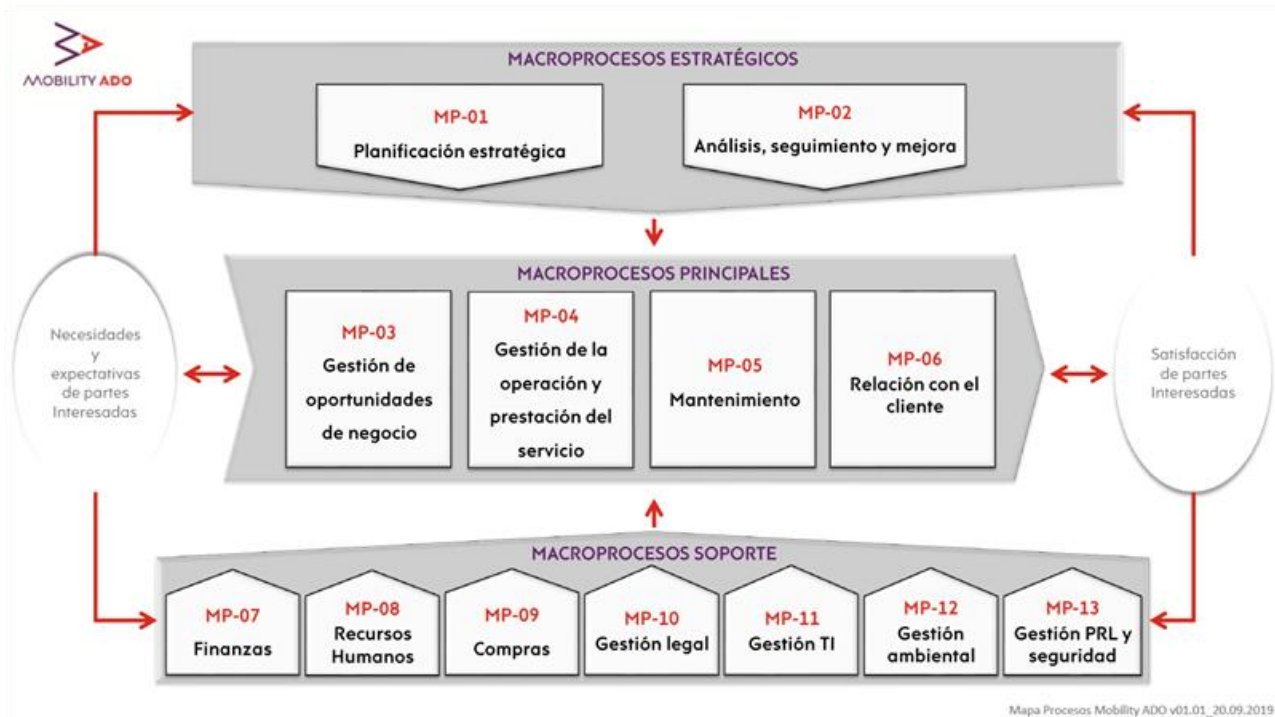 MOBILITY ADO
MACROPROCESOS ESTRATÉGICOS
MP-01
Planificación estratégica
MP-02
Análisis, seguimiento y mejora
Necesidades
y
expectativas
de partes
Interesadas
MACROPROCESOS PRINCIPALES
MP-03
Gestión de
oportunidades
de negocio
MP-04
Gestión de la
operación y
prestación del
servicio
MP-05
Mantenimiento
MP-06
Relación con el
cliente
Satisfacción
de partes
Interesadas
MACROPROCESOS SOPORTE
MP-07
Finanzas
MP-08
Recursos
Humanos
MP-09
Compras
MP-10
Gestión legal
MP-11
Gestión TI
MP-12
Gestión
ambiental
MP-13
Gestión PRL y
seguridad
Mapa Procesos Mobility ADO v01.01_20.09.2019